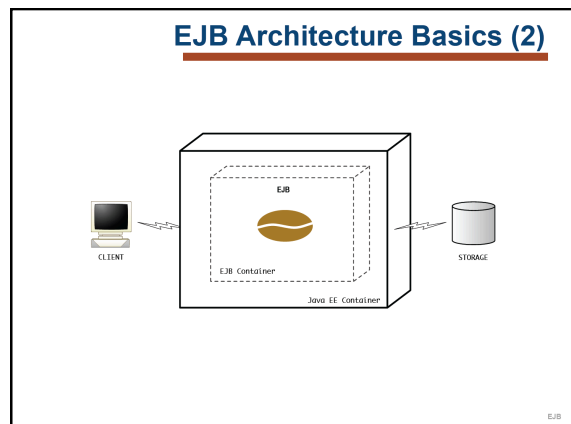 EJB Architecture Basics (2)
EJB
CLIENT
STORAGE
EJB Container
Java EE Container
EJB